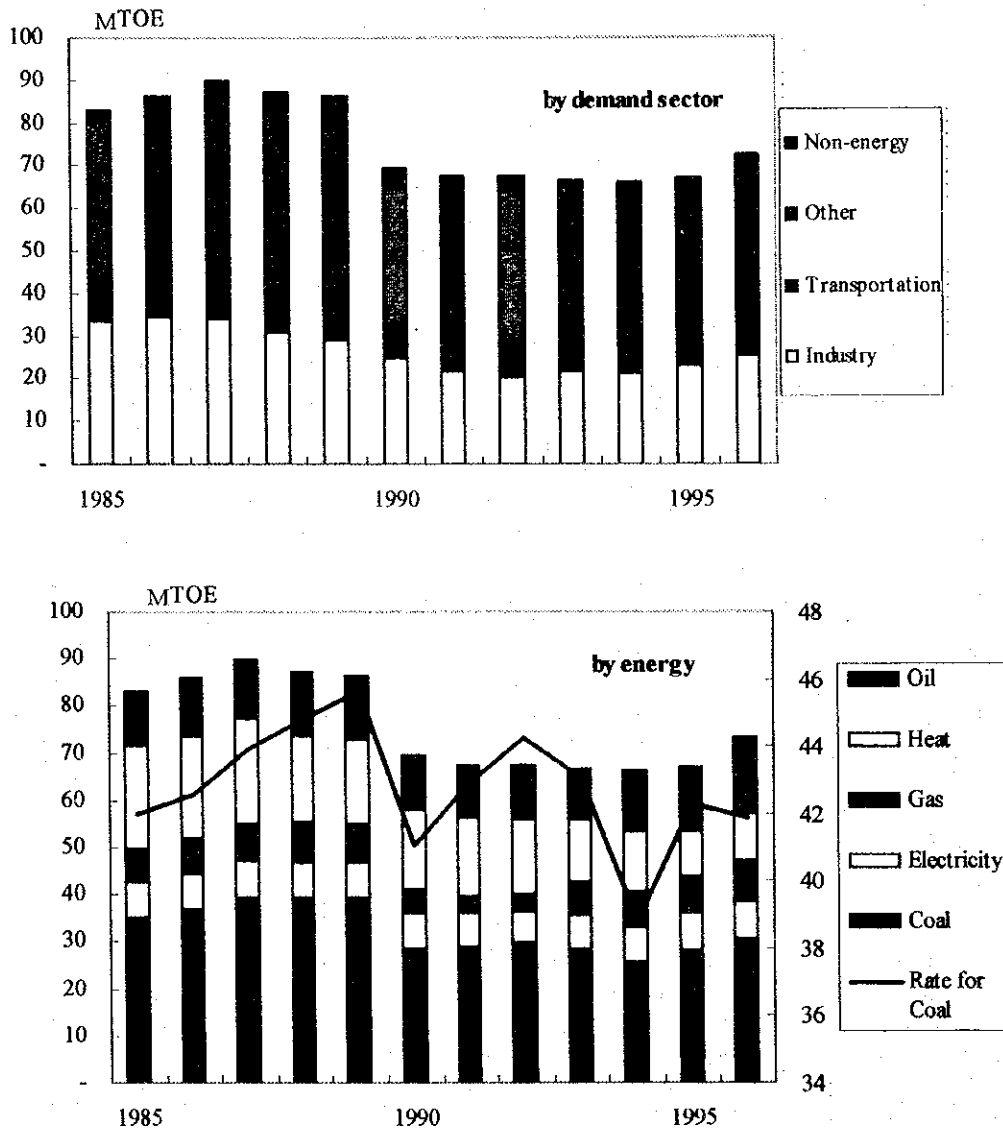 MTOE
100
90
80
70
60
50
40
30
20
10
-
by demand sector
Non-energy
Other
Transportation
Industry
1985
1990
1995
MTOE
100
90
80
70
60
50
40
30
20
10
-
by energy
48
46
44
42
40
38
36
34
Oil
Heat
Gas
Electricity
Coal
Rate for
Coal
1985
1990
1995